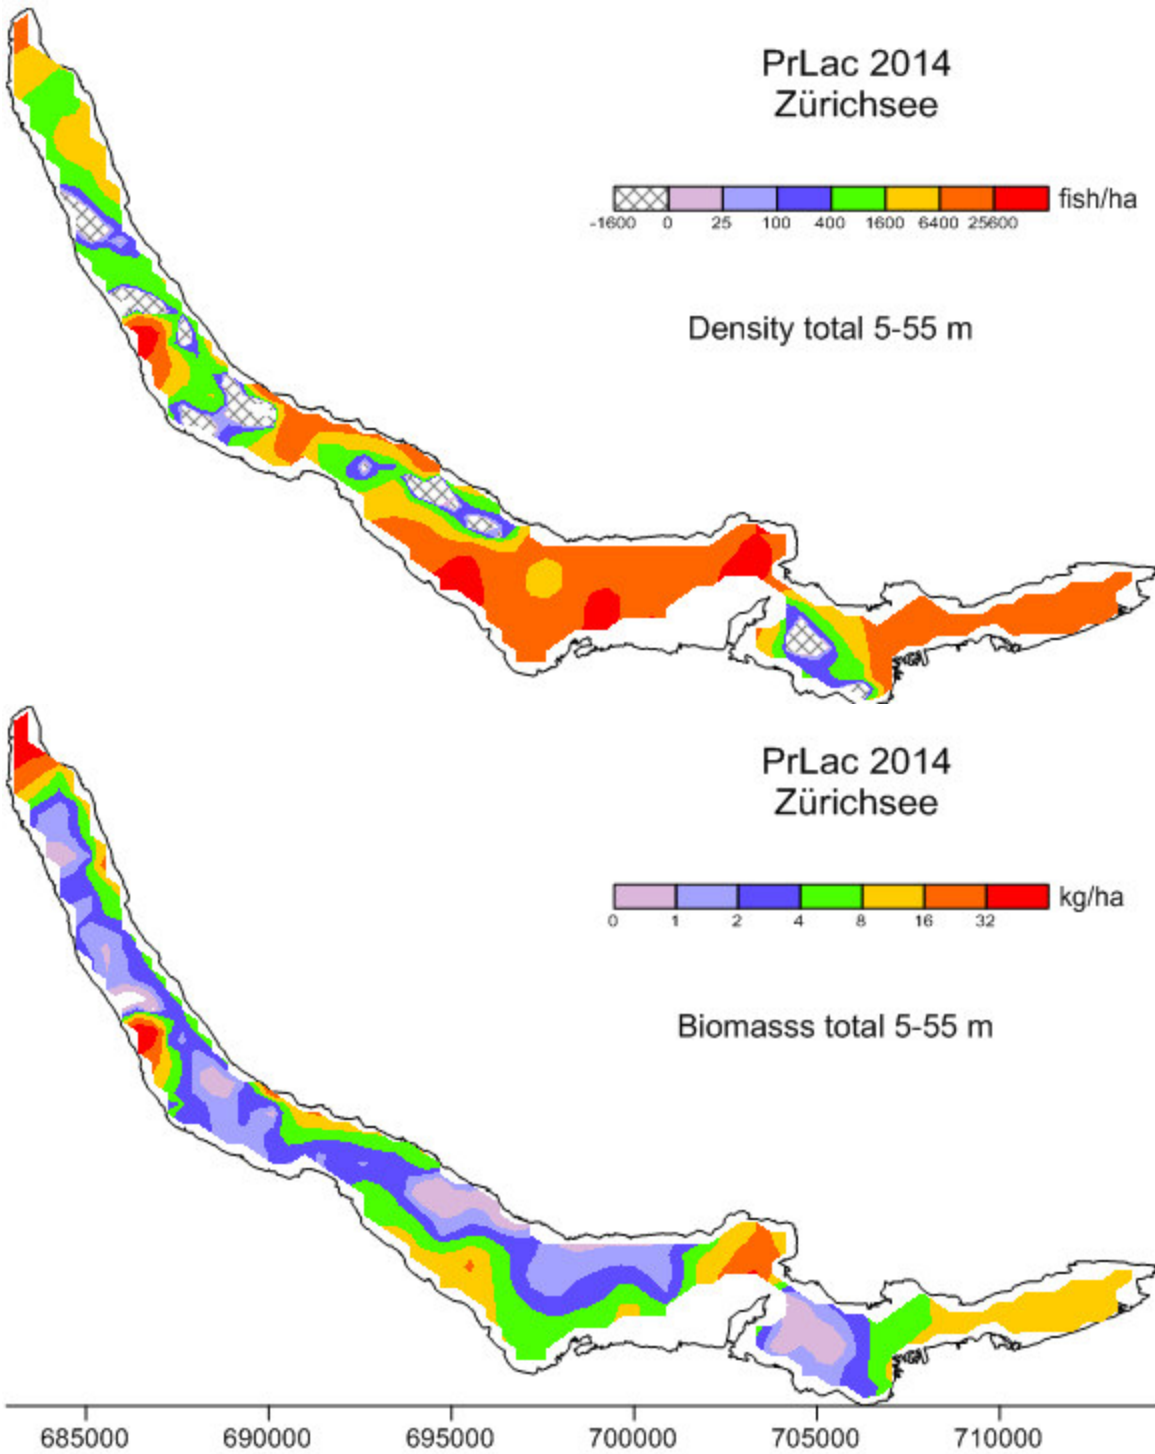 PrLac 2014
Zürichsee
fish/ha
-1600 0 25 100 400 1600 6400 25600
Density total 5-55 m
PrLac 2014
Zürichsee
kg/ha
0 1 2 4 8 16 32
Biomasss total 5-55 m
685000 690000 695000 700000 705000 710000